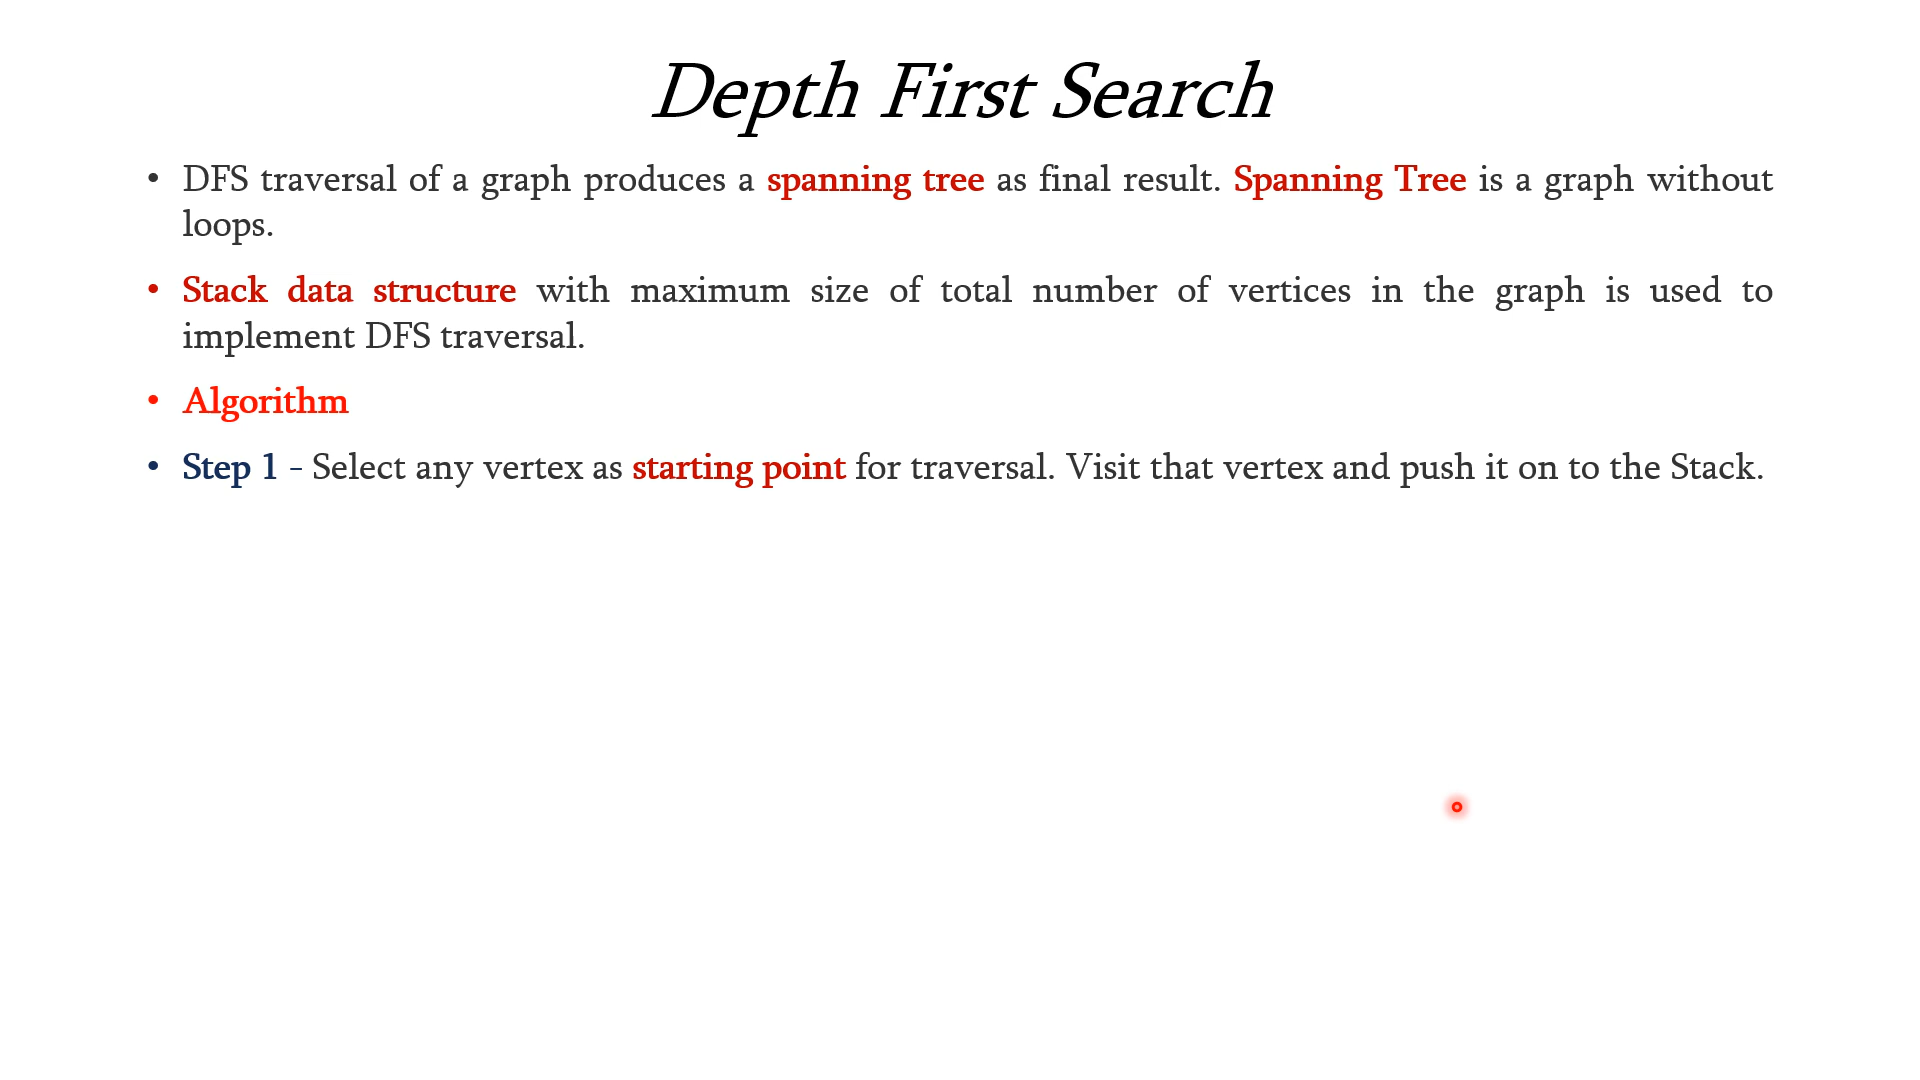 Depth First Search
• DFS traversal of a graph produces a spanning tree as final result. Spanning Tree is a graph without
loops.
• Stack data structure with maximum size of total number of vertices in the graph is used to
implement DFS traversal.
• Algorithm
• Step 1 - Select any vertex as starting point for traversal. Visit that vertex and push it on to the Stack.